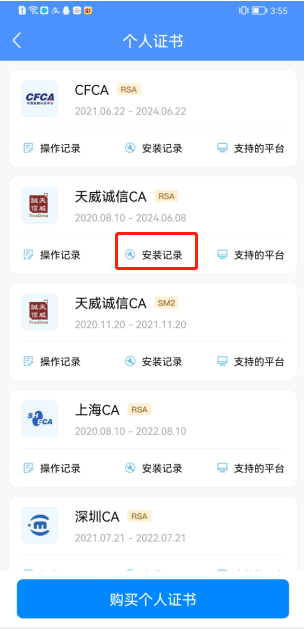 3:55
个人证书
CFCA
CFCA RSA
2021.06.22 - 2024.06.22
操作记录 安装记录 支持的平台
天威诚信CA RSA
2020.08.10 - 2024.06.08
操作记录 安装记录 支持的平台
天威诚信CA SM2
2020.11.20 - 2021.11.20
操作记录 安装记录 支持的平台
上海CA RSA
2020.08.10 - 2022.08.10
操作记录 安装记录 支持的平台
深圳CA RSA
2021.07.21 - 2022.07.21
购买个人证书